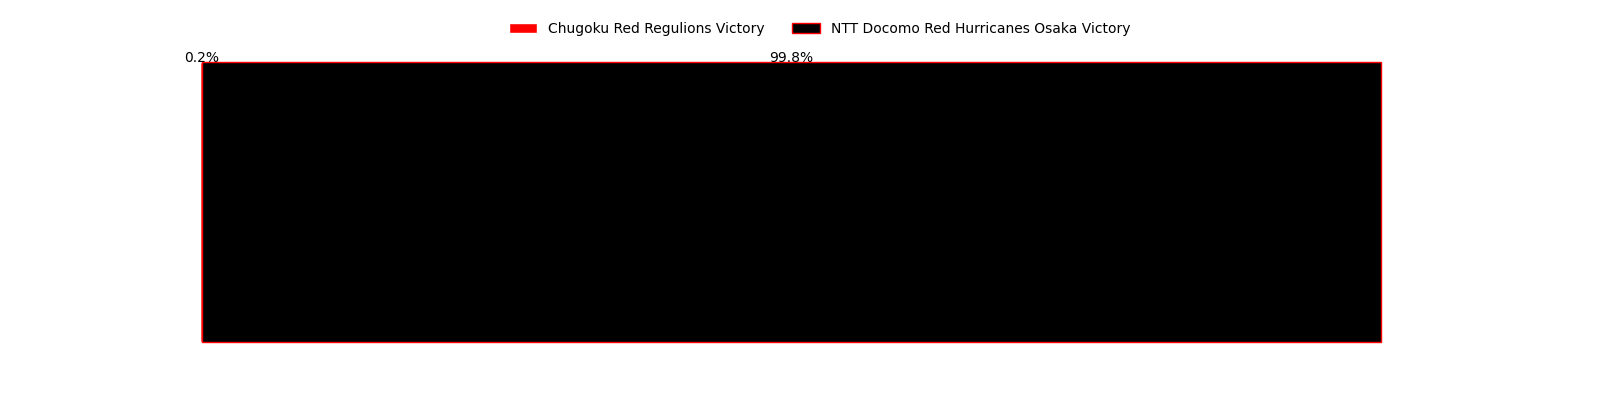 Chugoku Red Regulions Victory NTT Docomo Red Hurricanes Osaka Victory
0.2% 99.8%